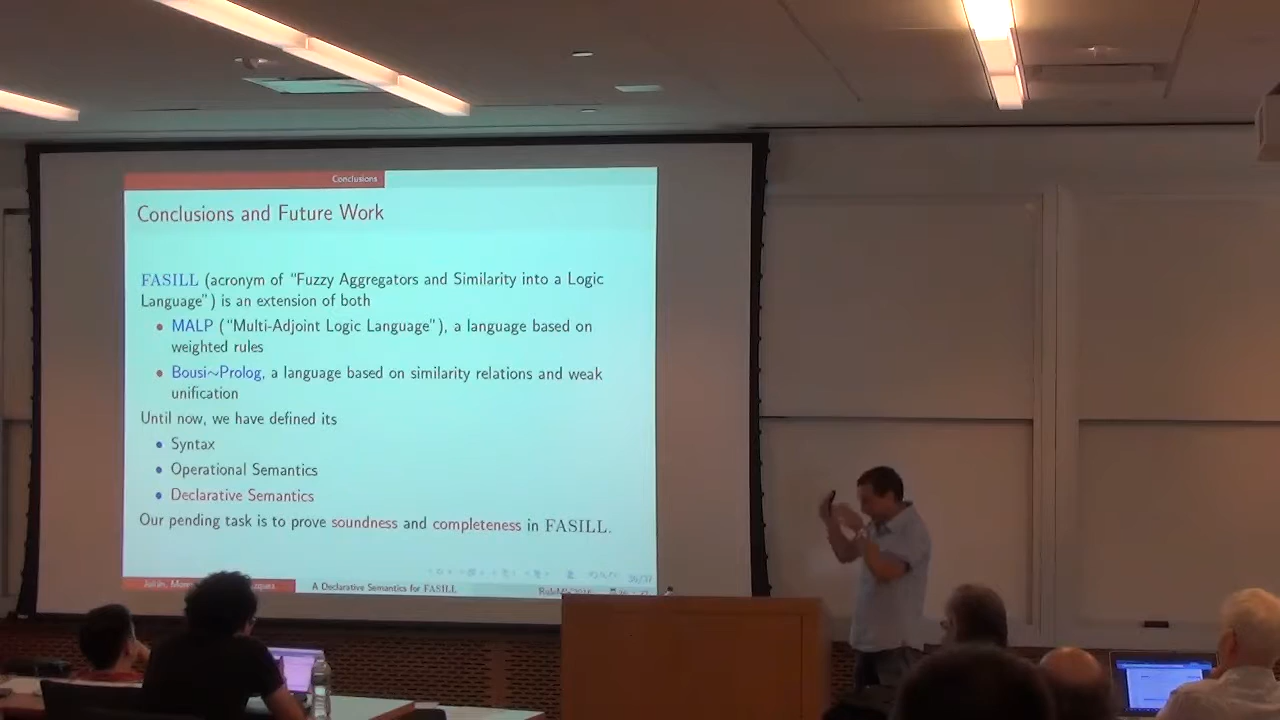 Conclusions
Conclusions and Future Work
FASILL (acronym of “Fuzzy Aggregators and Similarity into a Logic
Language”) is an extension of both
• MALP (“Multi-Adjoint Logic Language”), a language based on
weighted rules
• Bousi∼Prolog, a language based on similarity relations and weak
unification
Until now, we have defined its
• Syntax
• Operational Semantics
• Declarative Semantics
Our pending task is to prove soundness and completeness in FASILL.
A Declarative Semantics for FASILL